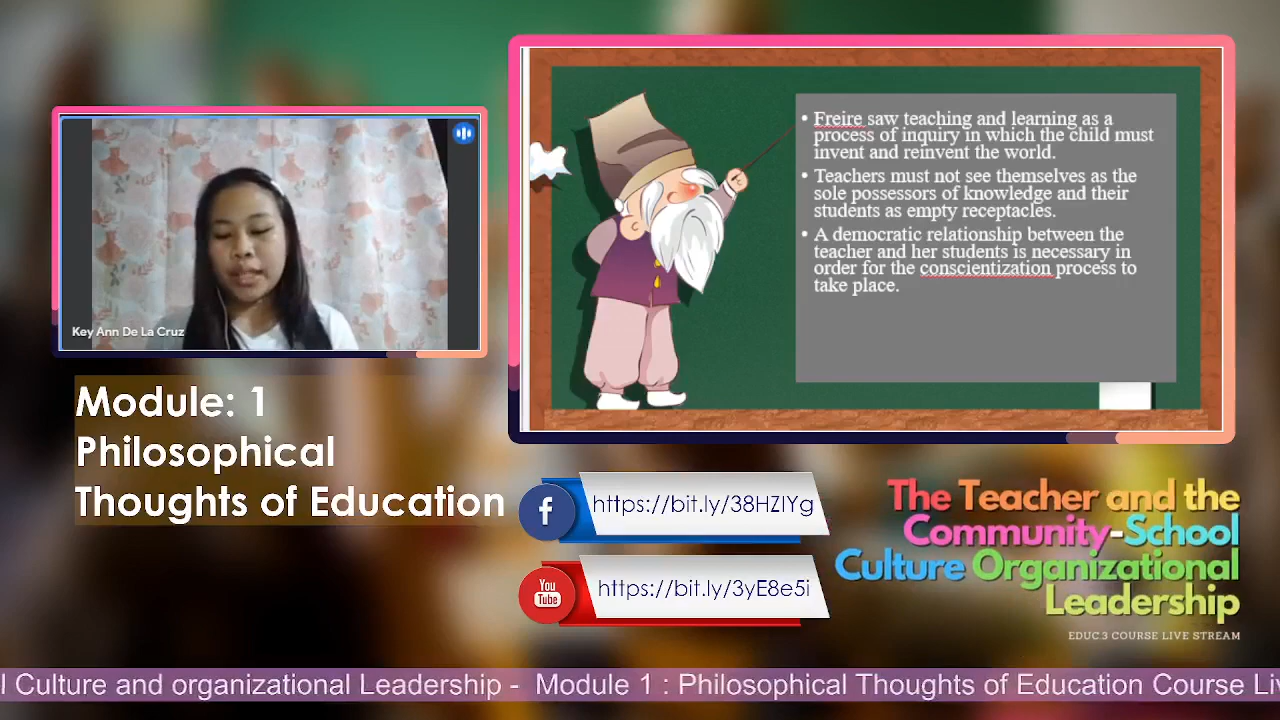 Key Ann De La Cruz
Module: 1
Philosophical
Thoughts of Education
• Freire saw teaching and learning as a
process of inquiry in which the child must
invent and reinvent the world.
• Teachers must not see themselves as the
sole possessors of knowledge and their
students as empty receptacles.
• A democratic relationship between the
teacher and her students is necessary in
order for the conscientization process to
take place.
f
https://bit.ly/38HZIYg
You
Tube
https://bit.ly/3yE8e5i
The Teacher and the
Community-School
Culture Organizational
Leadership
EDUC.3 COURSE LIVE STREAM
l Culture and organizational Leadership - Module 1 : Philosophical Thoughts of Education Course Liv